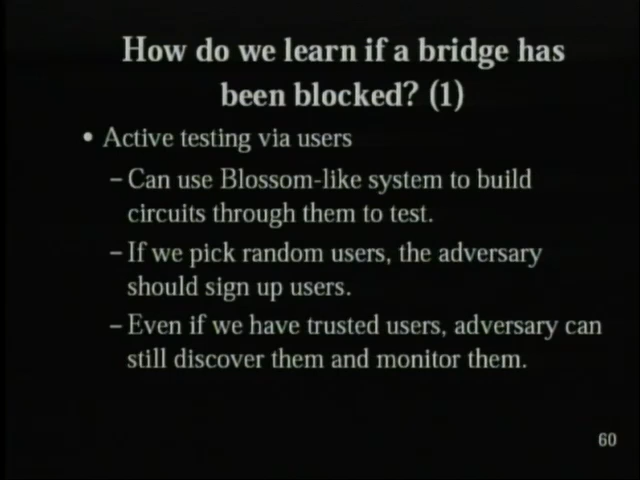 How do we learn if a bridge has
been blocked? (1)
• Active testing via users
– Can use Blossom-like system to build
circuits through them to test.
– If we pick random users, the adversary
should sign up users.
– Even if we have trusted users, adversary can
still discover them and monitor them.
60